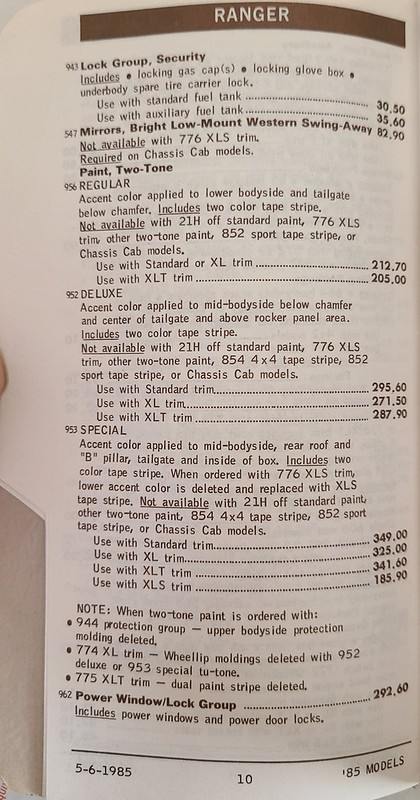 RANGER
943 Lock Group, Security
Includes • locking gas cap(s) • locking glove box •
underbody spare tire carrier lock.
Use with standard fuel tank ........ 30.50
Use with auxiliary fuel tank ........ 35.60
547 Mirrors, Bright Low-Mount Western Swing-Away 82.90
Not available with 776 XLS trim.
Required on Chassis Cab models.
Paint, Two-Tone
956 REGULAR
Accent color applied to lower bodyside and tailgate
below chamfer. Includes two color tape stripe.
Not available with 21H off standard paint, 776 XLS
trim, other two-tone paint, 852 sport tape stripe, or
Chassis Cab models.
Use with Standard or XL trim ........ 212.70
Use with XLT trim ........ 205.00
952 DELUXE
Accent color applied to mid-bodyside below chamfer
and center of tailgate and above rocker panel area.
Includes two color tape stripe.
Not available with 21H off standard paint, 776 XLS
trim, other two-tone paint, 854 4x4 tape stripe, 852
sport tape stripe, or Chassis Cab models.
Use with Standard trim ........ 295.60
Use with XL trim ........ 271.50
Use with XLT trim ........ 287.90
953 SPECIAL
Accent color applied to mid-bodyside, rear roof and
"B" pillar, tailgate and inside of box. Includes two
color tape stripe. When ordered with 776 XLS trim,
lower accent color is deleted and replaced with XLS
tape stripe. Not available with 21H off standard paint,
other two-tone paint, 854 4x4 tape stripe, 852 sport
tape stripe, or Chassis Cab models.
Use with Standard trim ........ 349.00
Use with XL trim ........ 325.00
Use with XLT trim ........ 341.60
Use with XLS trim ........ 185.90
NOTE: When two-tone paint is ordered with:
• 944 protection group — upper bodyside protection
molding deleted.
• 774 XL trim — Wheellip moldings deleted with 952
deluxe or 953 special tu-tone.
• 775 XLT trim — dual paint stripe deleted.
962 Power Window/Lock Group ........ 292.60
Includes power windows and power door locks.
5-6-1985
10
'85 MODELS